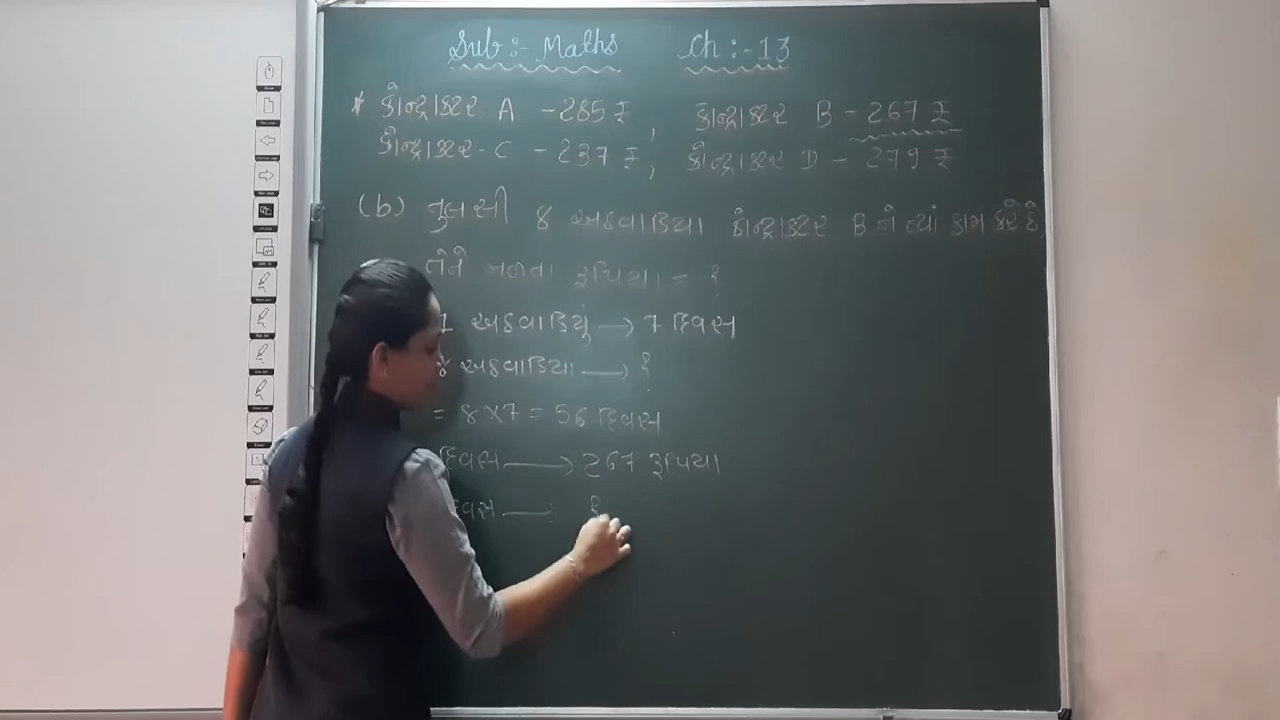 Sub:- Maths Ch:-13
* કોન્ટ્રાક્ટર A -285 ₹, કોન્ટ્રાક્ટર B - 267 ₹
કોન્ટ્રાક્ટર - C - 237 ₹, કોન્ટ્રાક્ટર D - 279 ₹
(b) તુલસી 8 અઠવાડિયા કોન્ટ્રાક્ટર B ને ત્યાં કામ કરે છે
તેને મળતા રૂપિયા = ?
1 અઠવાડિયું → 7 દિવસ
8 અઠવાડિયા → ?
= 8 × 7 = 56 દિવસ
દિવસ → 267 રૂપિયા
દિવસ → ?